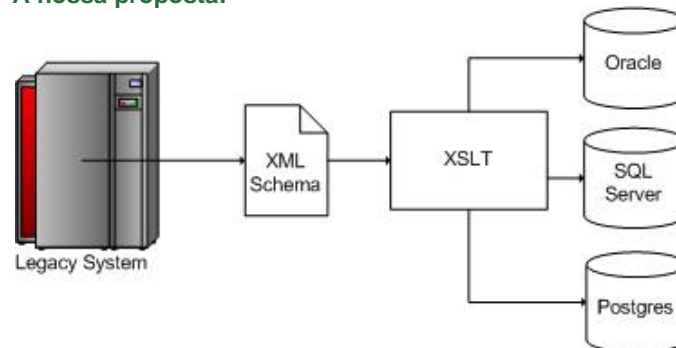 A nossa proposta:
Oracle
XML
Schema
XSLT
SQL
Server
Legacy System
Postgres